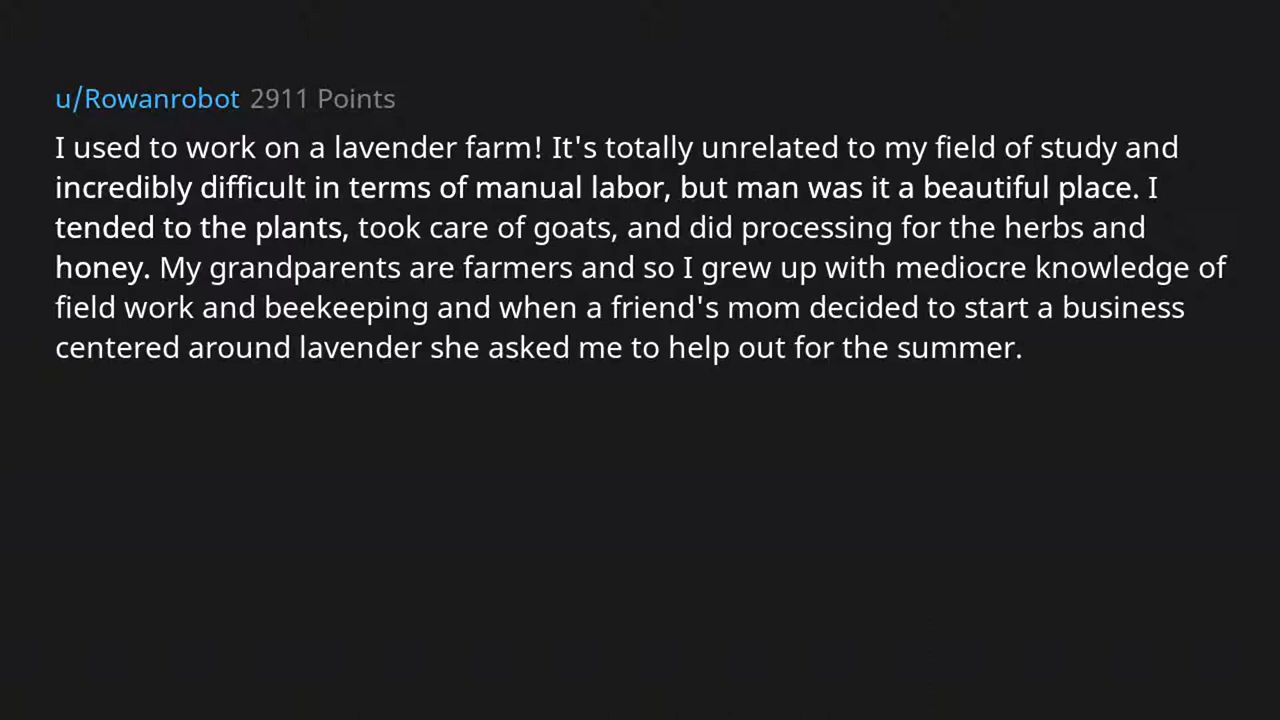 u/Rowanrobot 2911 Points
I used to work on a lavender farm! It's totally unrelated to my field of study and
incredibly difficult in terms of manual labor, but man was it a beautiful place. I
tended to the plants, took care of goats, and did processing for the herbs and
honey. My grandparents are farmers and so I grew up with mediocre knowledge of
field work and beekeeping and when a friend's mom decided to start a business
centered around lavender she asked me to help out for the summer.